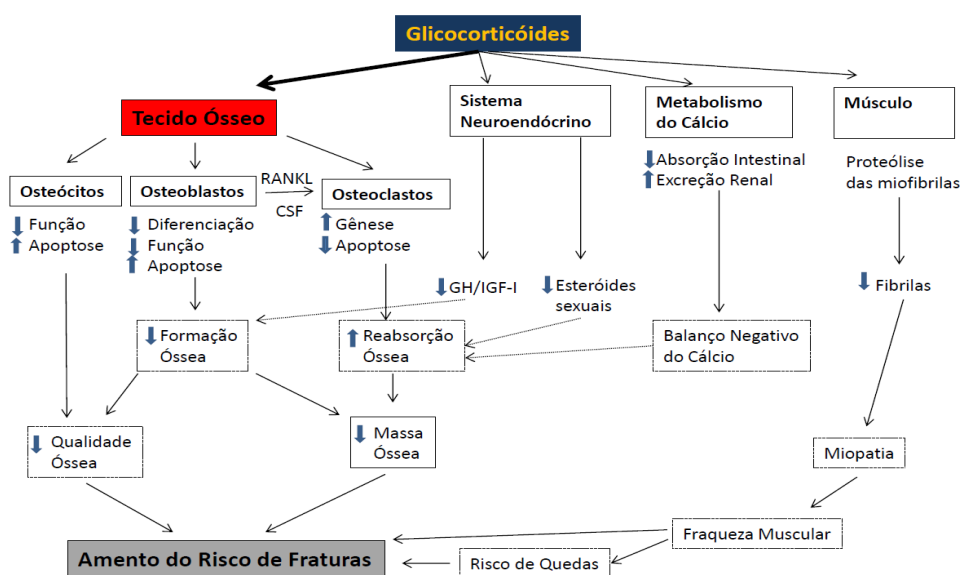 Glicocorticóides
Tecido Ósseo
Sistema
Neuroendócrino
Metabolismo
do Cálcio
Músculo
Absorção Intestinal
Excreção Renal
Proteólise
das miofibrilas
Osteócitos
Osteoblastos
RANKL
CSF
Osteoclastos
Função
Apoptose
Diferenciação
Função
Apoptose
Gênese
Apoptose
GH/IGF-I
Esteróides
sexuais
Fibrilas
Formação
Óssea
Reabsorção
Óssea
Balanço Negativo
do Cálcio
Qualidade
Óssea
Massa
Óssea
Miopatia
Fraqueza Muscular
Amento do Risco de Fraturas
Risco de Quedas